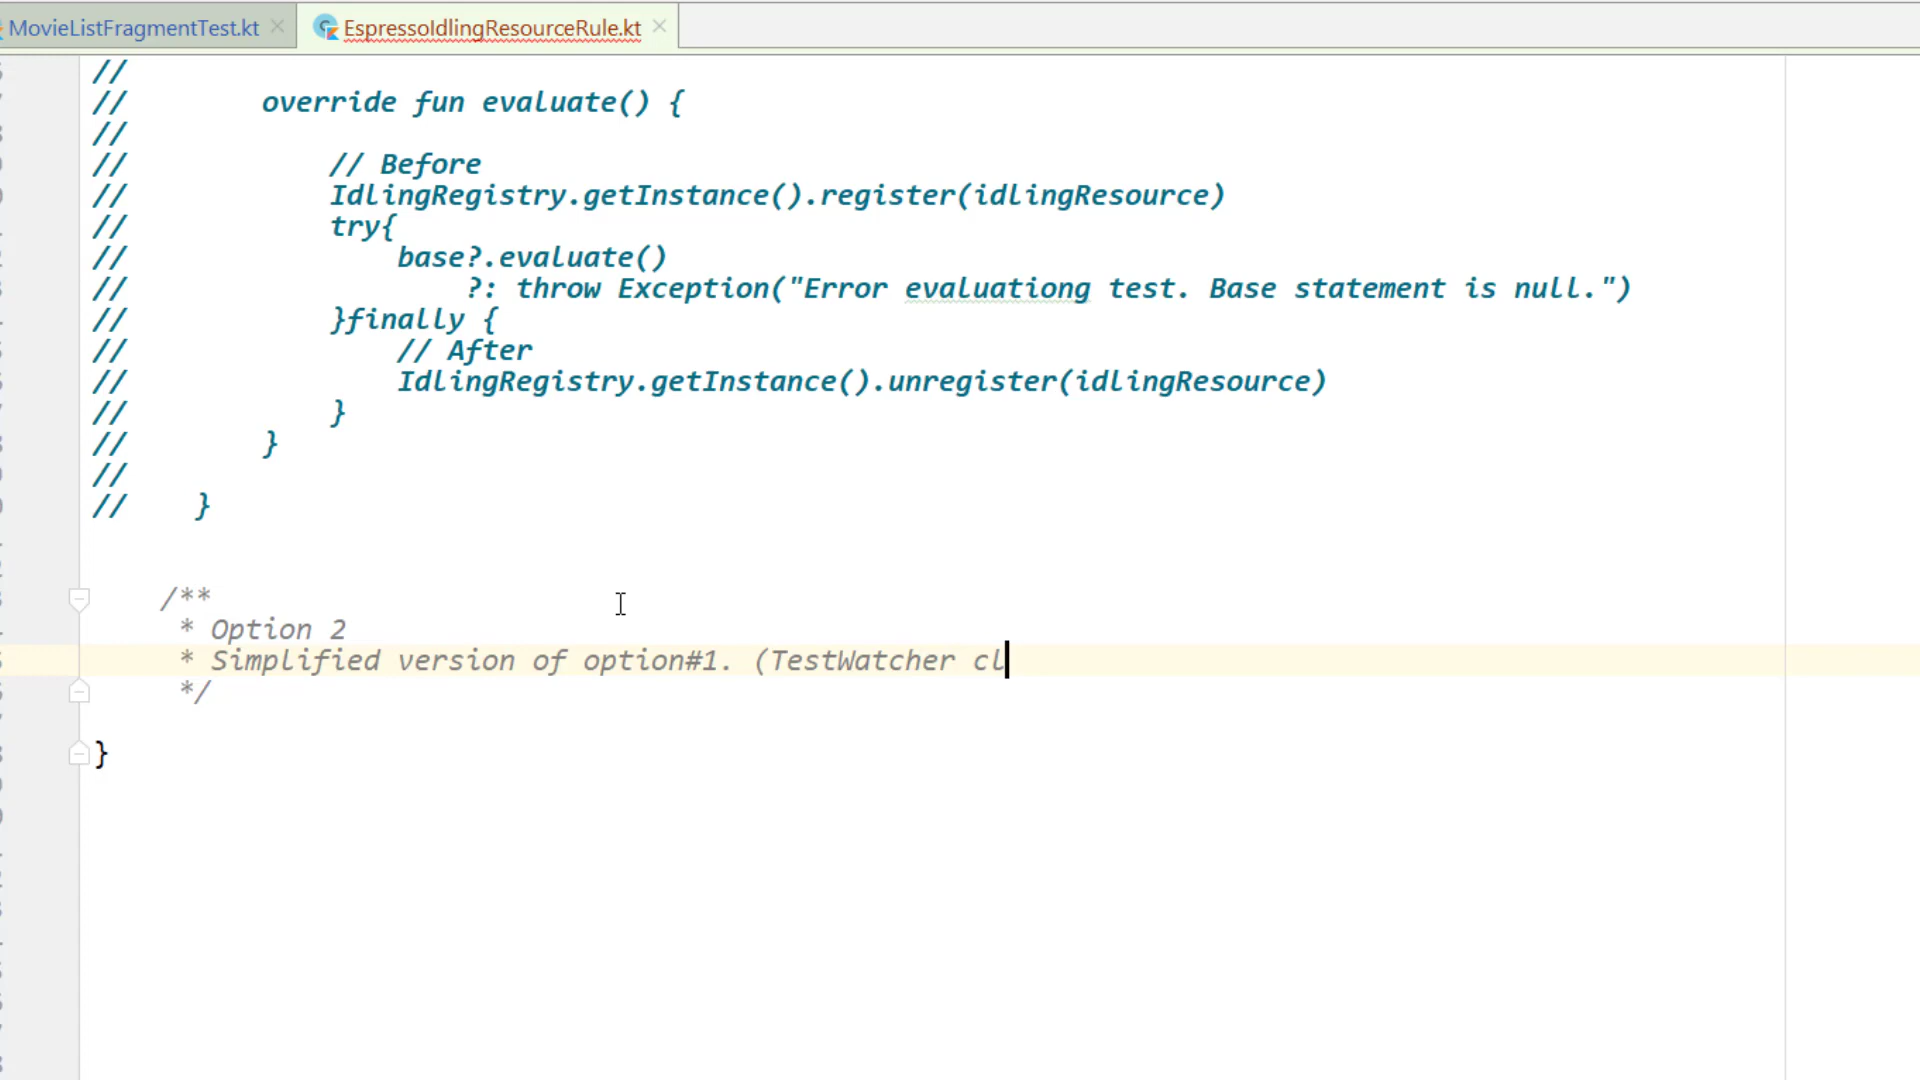 MovieListFragmentTest.kt EspressoIdlingResourceRule.kt
//
// override fun evaluate() {
//
// // Before
// IdlingRegistry.getInstance().register(idlingResource)
// try{
// base?.evaluate()
// ?: throw Exception("Error evaluationg test. Base statement is null.")
// }finally {
// // After
// IdlingRegistry.getInstance().unregister(idlingResource)
// }
// }
//
// }
/**
* Option 2
* Simplified version of option#1. (TestWatcher cl
*/
}